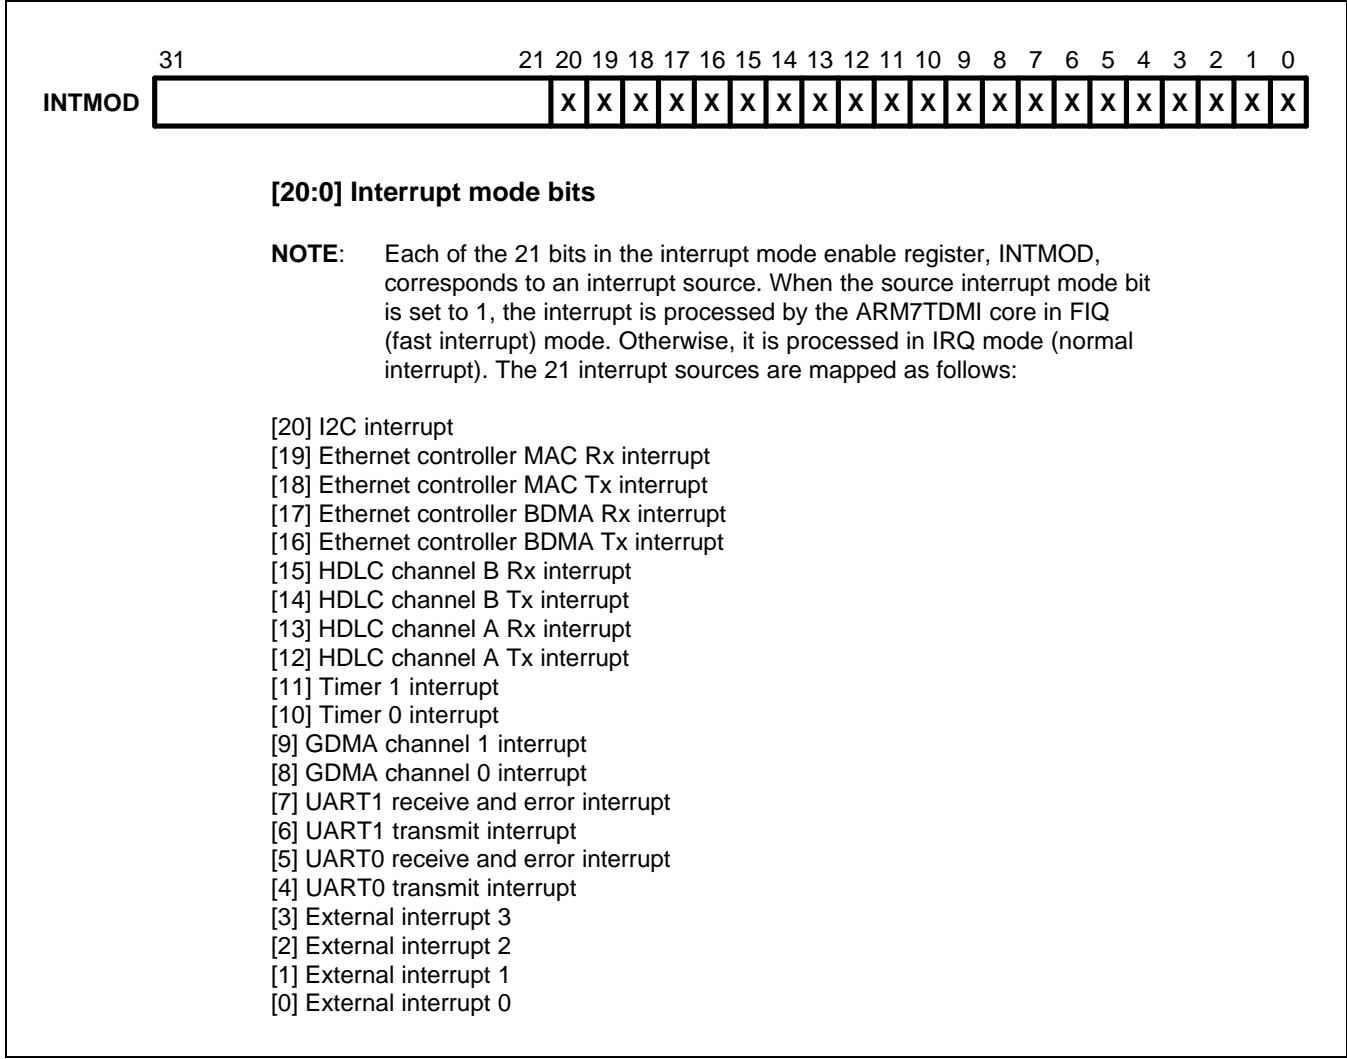 31 21 20 19 18 17 16 15 14 13 12 11 10 9 8 7 6 5 4 3 2 1 0
INTMOD X X X X X X X X X X X X X X X X X X X X X
[20:0] Interrupt mode bits
NOTE: Each of the 21 bits in the interrupt mode enable register, INTMOD,
corresponds to an interrupt source. When the source interrupt mode bit
is set to 1, the interrupt is processed by the ARM7TDMI core in FIQ
(fast interrupt) mode. Otherwise, it is processed in IRQ mode (normal
interrupt). The 21 interrupt sources are mapped as follows:
[20] I2C interrupt
[19] Ethernet controller MAC Rx interrupt
[18] Ethernet controller MAC Tx interrupt
[17] Ethernet controller BDMA Rx interrupt
[16] Ethernet controller BDMA Tx interrupt
[15] HDLC channel B Rx interrupt
[14] HDLC channel B Tx interrupt
[13] HDLC channel A Rx interrupt
[12] HDLC channel A Tx interrupt
[11] Timer 1 interrupt
[10] Timer 0 interrupt
[9] GDMA channel 1 interrupt
[8] GDMA channel 0 interrupt
[7] UART1 receive and error interrupt
[6] UART1 transmit interrupt
[5] UART0 receive and error interrupt
[4] UART0 transmit interrupt
[3] External interrupt 3
[2] External interrupt 2
[1] External interrupt 1
[0] External interrupt 0